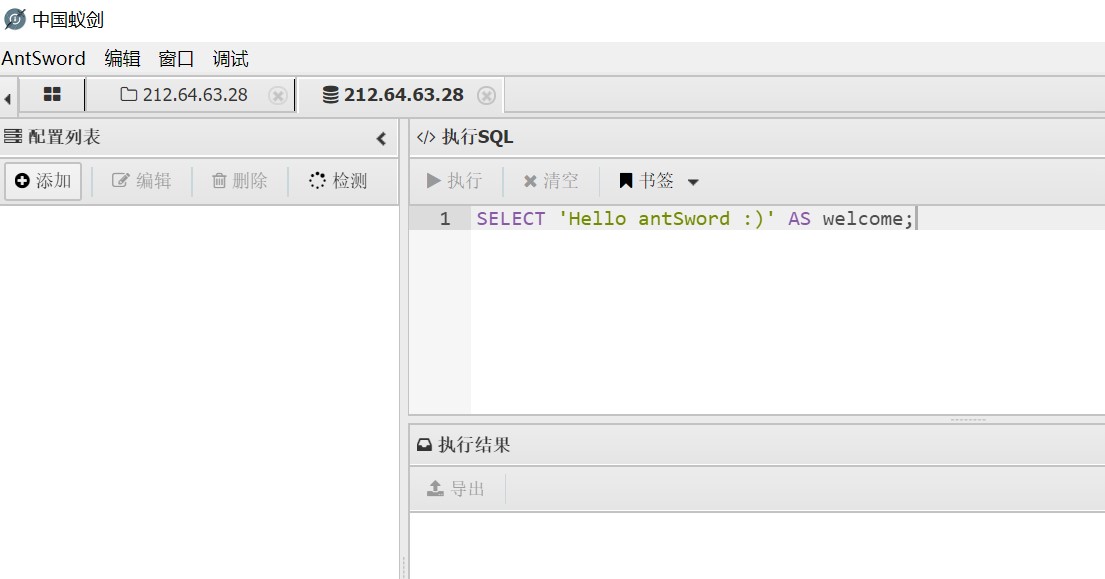 中国蚁剑
AntSword 编辑 窗口 调试
212.64.63.28 212.64.63.28
配置列表
添加 编辑 删除 检测
执行SQL
执行 清空 书签
1 SELECT 'Hello antSword :)' AS welcome;
执行结果
导出